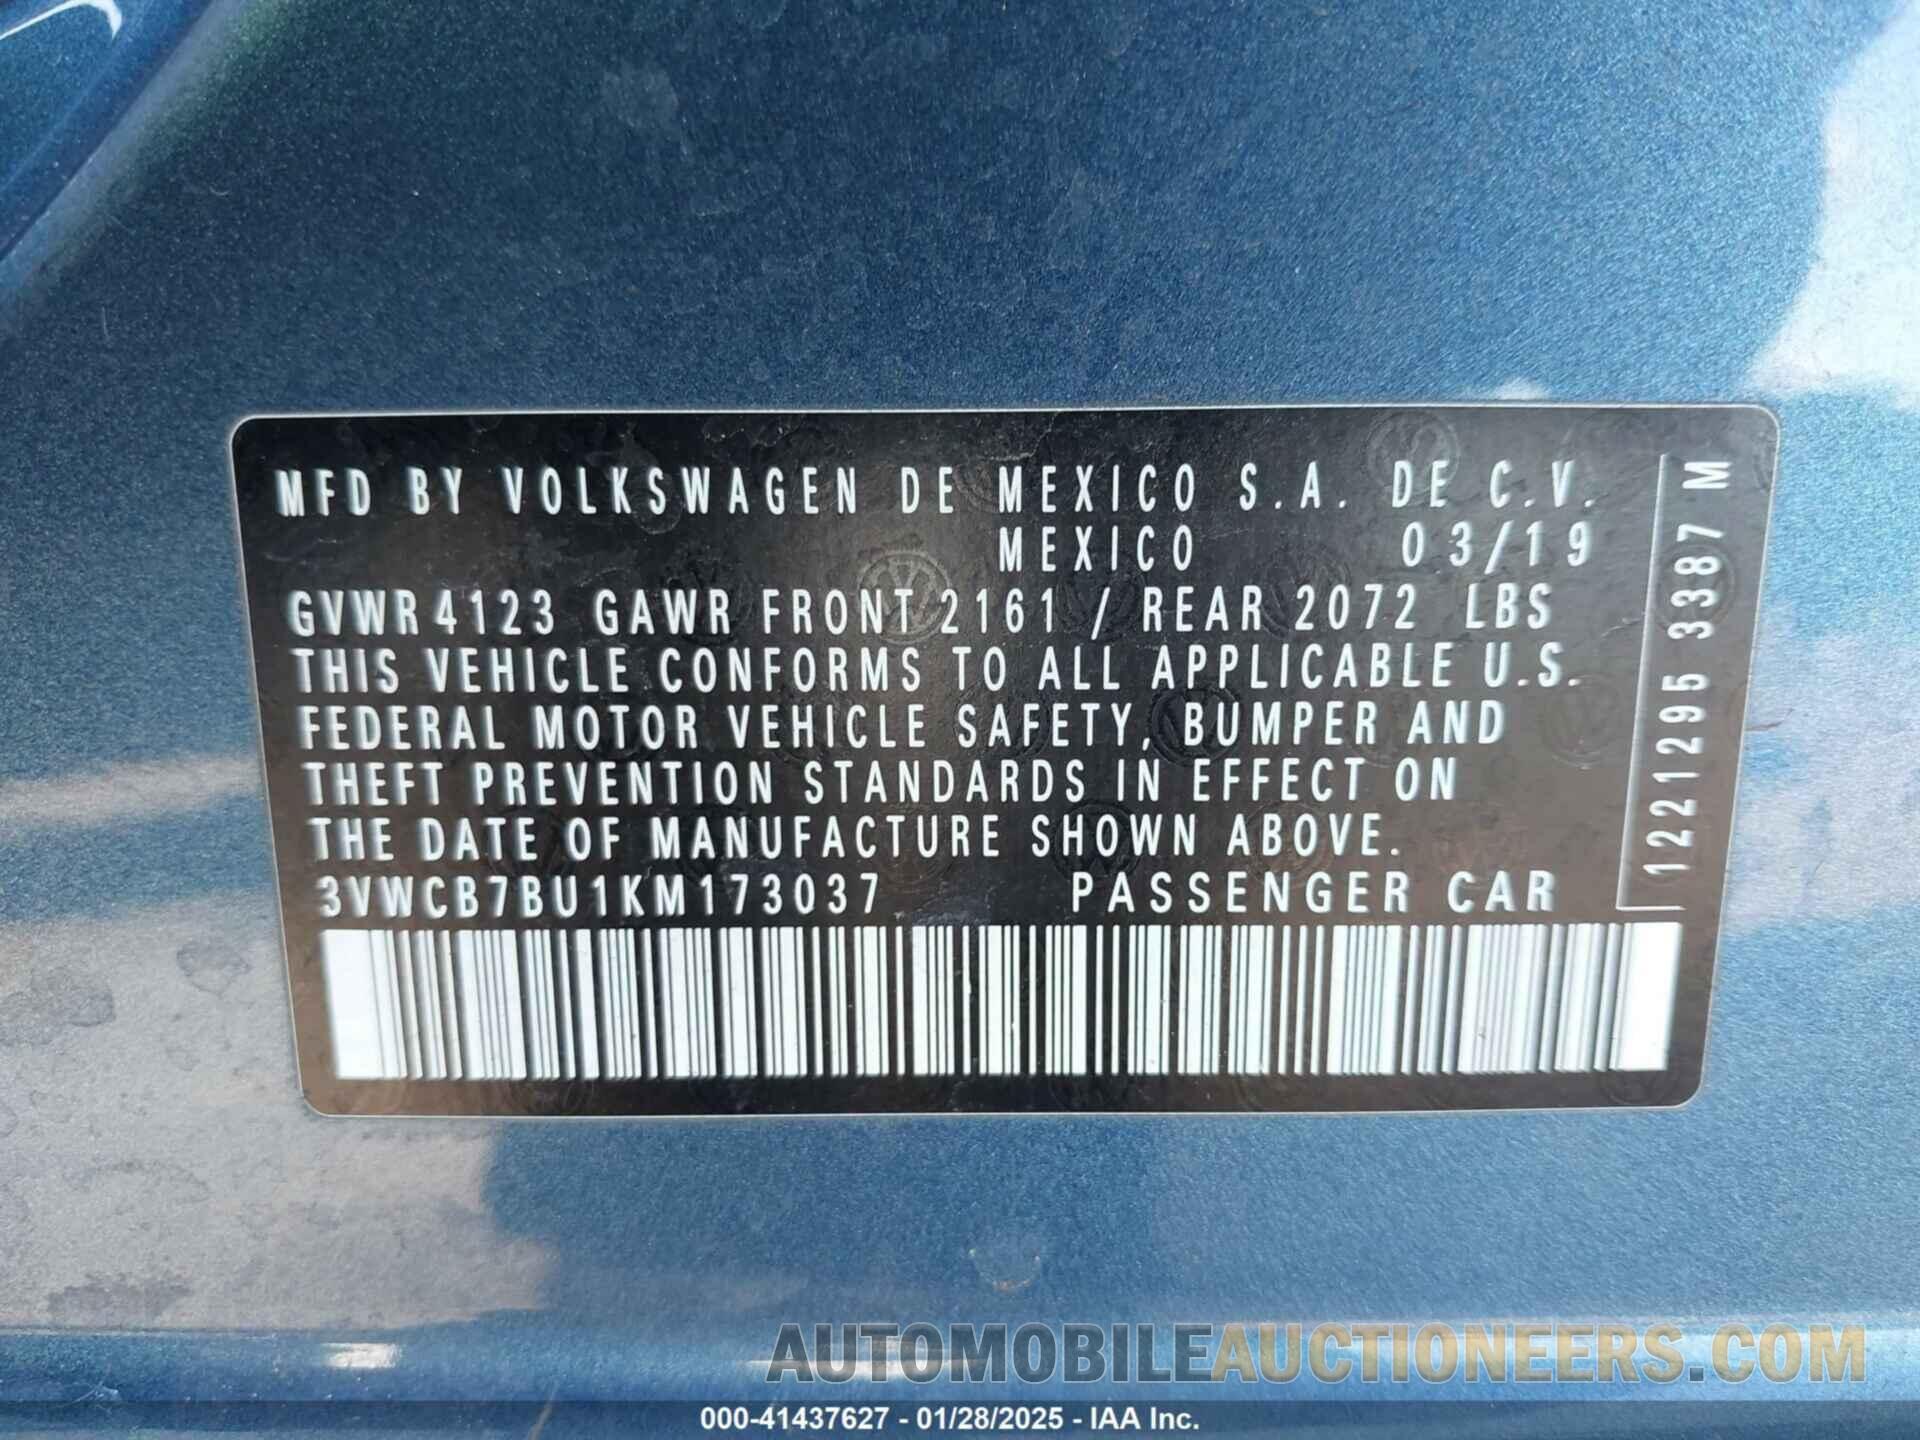 MFD BY VOLKSWAGEN DE MEXICO S.A. DE C.V.
MEXICO 03/19
GVWR 4123 GAWR FRONT 2161 / REAR 2072 LBS
THIS VEHICLE CONFORMS TO ALL APPLICABLE U.S.
FEDERAL MOTOR VEHICLE SAFETY, BUMPER AND
THEFT PREVENTION STANDARDS IN EFFECT ON
THE DATE OF MANUFACTURE SHOWN ABOVE.
3VWCB7BU1KM173037 PASSENGER CAR
1221295 3387 M
AUTOMOBILEAUCTIONEERS.COM
000-41437627 - 01/28/2025 - IAA Inc.